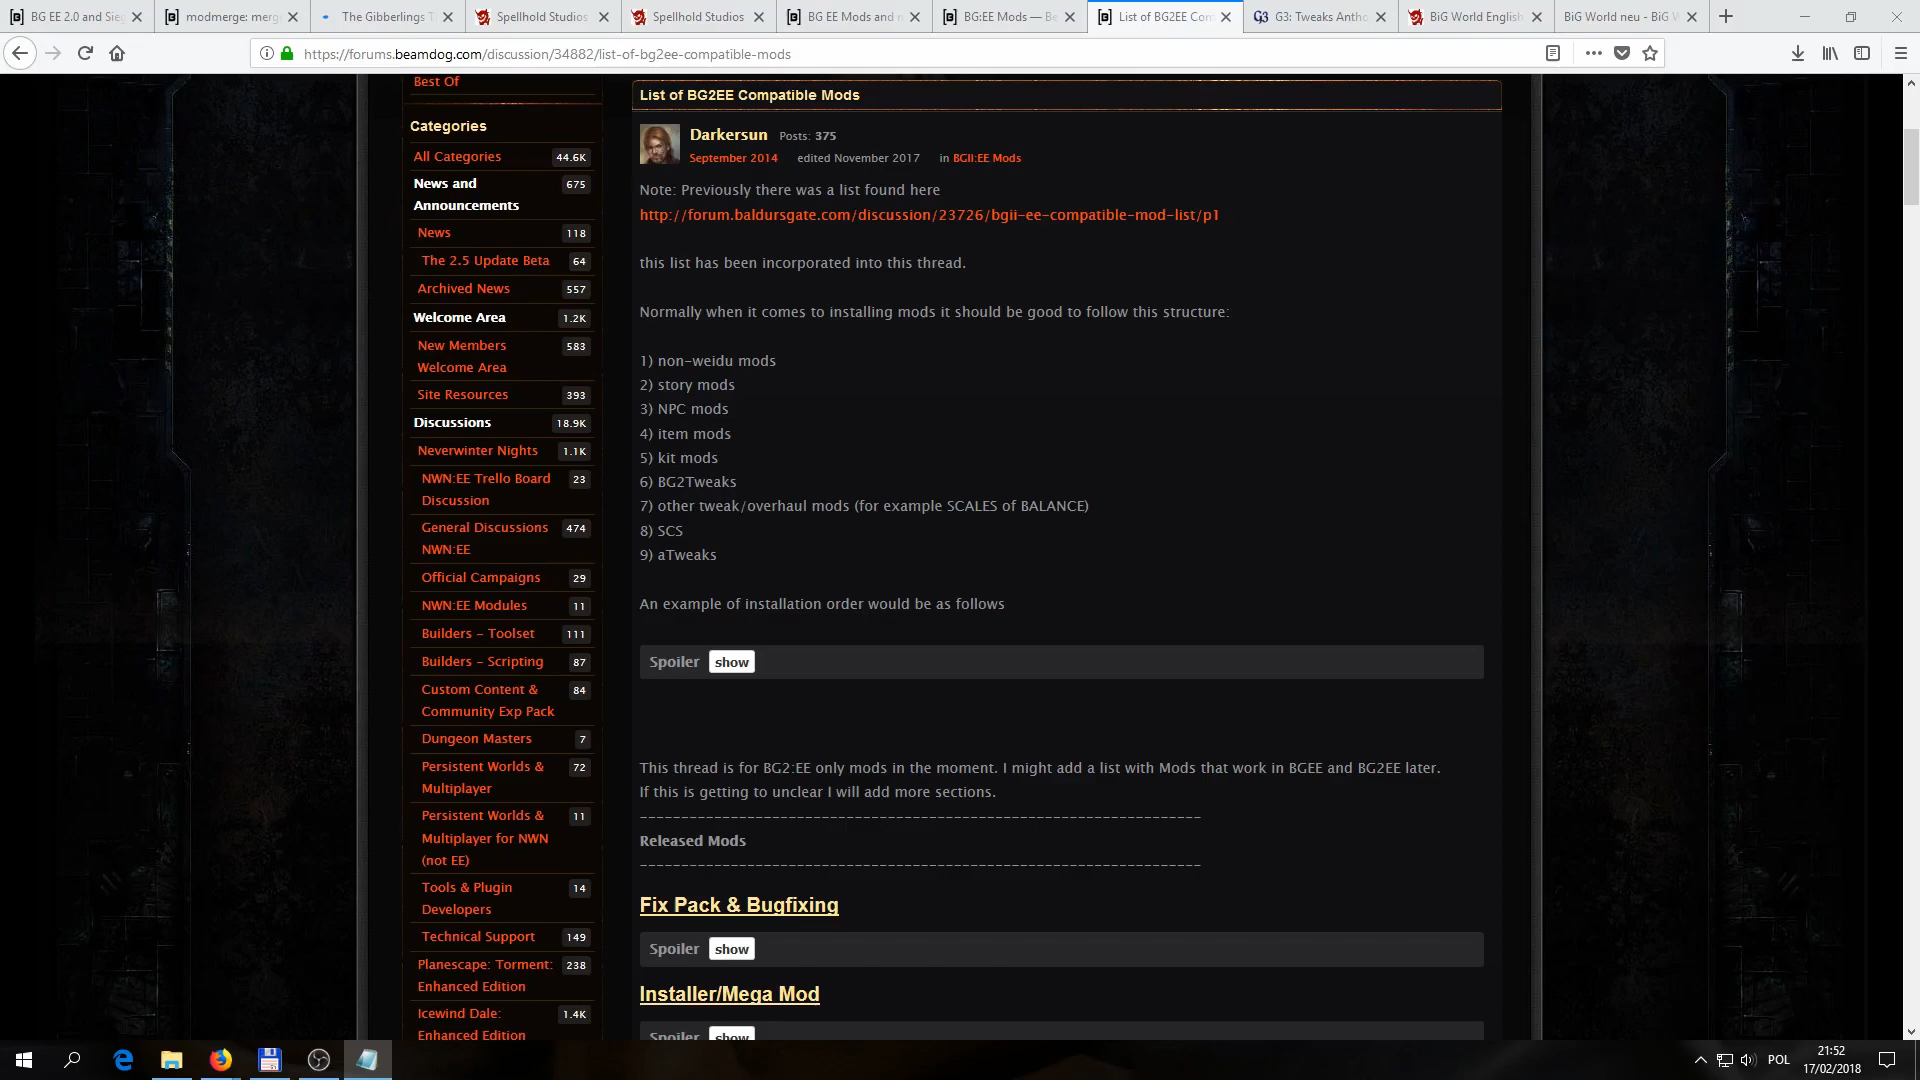 BG EE 2.0 and Sieg
modmerge: merg
The Gibberlings T
Spellhold Studios
Spellhold Studios
BG EE Mods and n
BG:EE Mods — Be
List of BG2EE Com
G3: Tweaks Antho
BiG World English
BiG World neu - BiG W
https://forums.beamdog.com/discussion/34882/list-of-bg2ee-compatible-mods
Best Of
Categories
All Categories 44.6K
News and Announcements 675
News 118
The 2.5 Update Beta 64
Archived News 557
Welcome Area 1.2K
New Members Welcome Area 583
Site Resources 393
Discussions 18.9K
Neverwinter Nights 1.1K
NWN:EE Trello Board Discussion 23
General Discussions NWN:EE 474
Official Campaigns 29
NWN:EE Modules 11
Builders - Toolset 111
Builders - Scripting 87
Custom Content & Community Exp Pack 84
Dungeon Masters 7
Persistent Worlds & Multiplayer 72
Persistent Worlds & Multiplayer for NWN (not EE) 11
Tools & Plugin Developers 14
Technical Support 149
Planescape: Torment: Enhanced Edition 238
Icewind Dale: Enhanced Edition 1.4K
List of BG2EE Compatible Mods
Darkersun Posts: 375
September 2014 edited November 2017 in BGII:EE Mods
Note: Previously there was a list found here
http://forum.baldursgate.com/discussion/23726/bgii-ee-compatible-mod-list/p1
this list has been incorporated into this thread.
Normally when it comes to installing mods it should be good to follow this structure:
1) non-weidu mods
2) story mods
3) NPC mods
4) item mods
5) kit mods
6) BG2Tweaks
7) other tweak/overhaul mods (for example SCALES of BALANCE)
8) SCS
9) aTweaks
An example of installation order would be as follows
Spoiler show
This thread is for BG2:EE only mods in the moment. I might add a list with Mods that work in BGEE and BG2EE later.
If this is getting to unclear I will add more sections.
--------------------------------------------------------------------
Released Mods
--------------------------------------------------------------------
Fix Pack & Bugfixing
Spoiler show
Installer/Mega Mod
Spoiler show
POL
21:52
17/02/2018